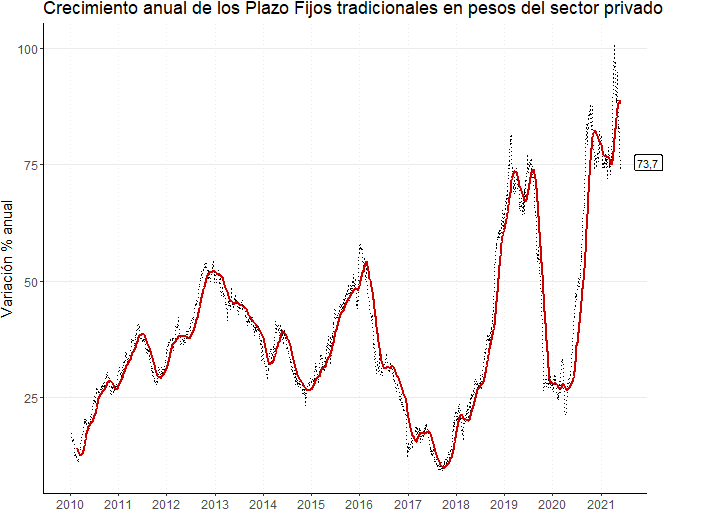 Crecimiento anual de los Plazo Fijos tradicionales en pesos del sector privado
Variación % anual
100
75
50
25
73,7
2010 2011 2012 2013 2014 2015 2016 2017 2018 2019 2020 2021